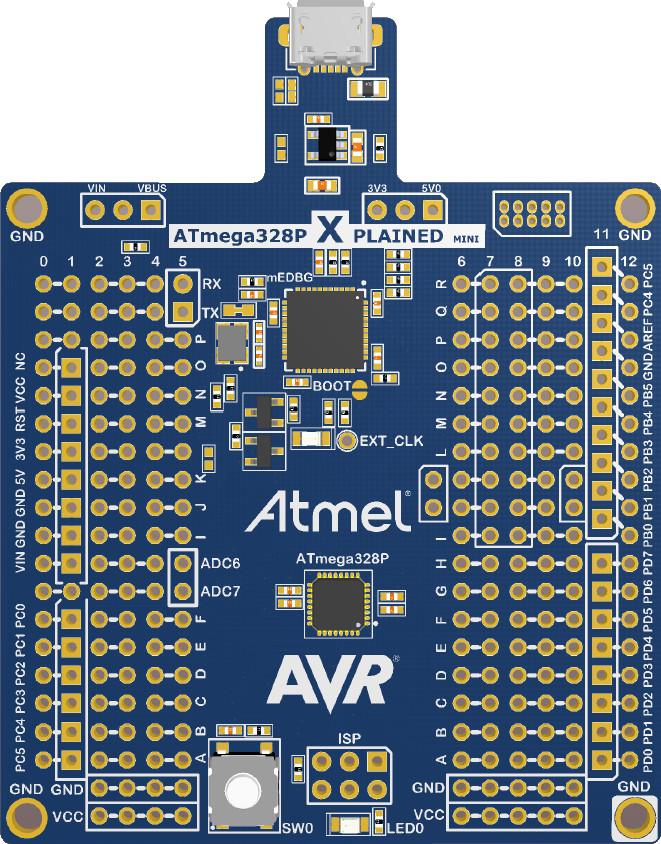 VIN VBUS
3V3 5V0
GND
ATmega328P X PLAINED MINI
GND
11
0 1 2 3 4 5
RX
TX
mEDBG
6 7 8 9 10 12
P
O
N
M
K
J
I
R
Q
P
O
N
M
L
I
BOOT
EXT_CLK
NC
VCC
RST
3V3
5V
GND
GND
VIN
PC5
PC4
AREF
GND
PB5
PB4
PB3
PB2
PB1
PB0
Atmel®
ADC6
ADC7
ATmega328P
PC0
PC1
PC2
PC3
PC4
PC5
F
E
D
C
B
A
H
G
F
E
D
C
B
A
PD7
PD6
PD5
PD4
PD3
PD2
PD1
PD0
AVR®
ISP
GND GND
VCC
SW0
LED0
GND
VCC
GND